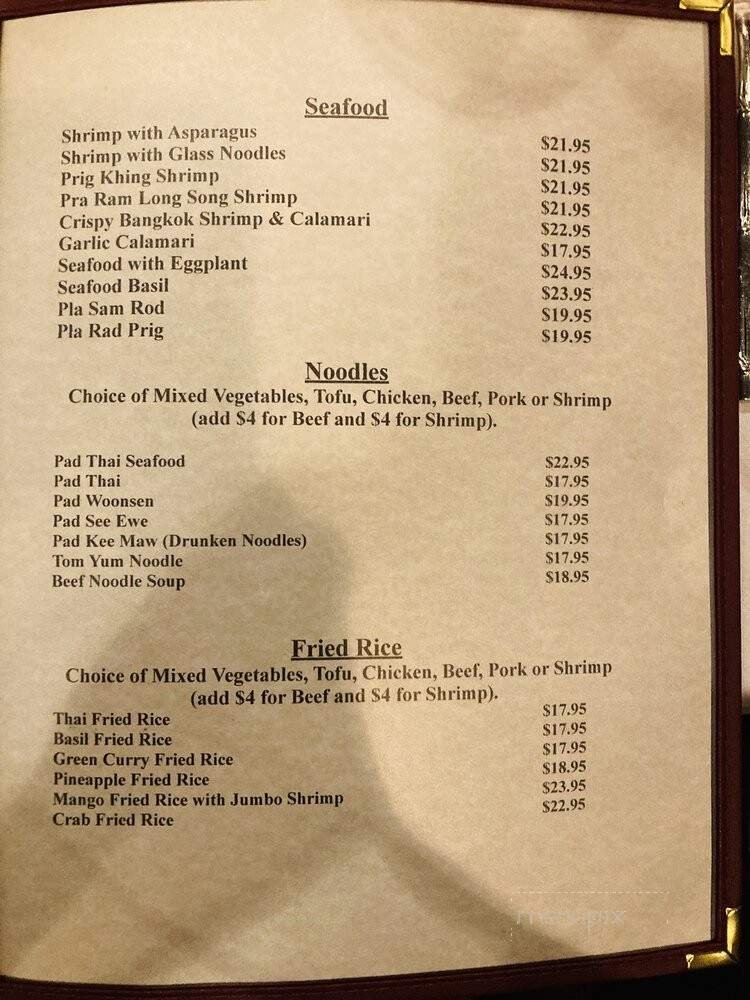 Seafood
Shrimp with Asparagus $21.95
Shrimp with Glass Noodles $21.95
Prig Khing Shrimp $21.95
Pra Ram Long Song Shrimp $21.95
Crispy Bangkok Shrimp & Calamari $22.95
Garlic Calamari $17.95
Seafood with Eggplant $24.95
Seafood Basil $23.95
Pla Sam Rod $19.95
Pla Rad Prig $19.95
Noodles
Choice of Mixed Vegetables, Tofu, Chicken, Beef, Pork or Shrimp
(add $4 for Beef and $4 for Shrimp).
Pad Thai Seafood $22.95
Pad Thai $17.95
Pad Woonsen $19.95
Pad See Ewe $17.95
Pad Kee Maw (Drunken Noodles) $17.95
Tom Yum Noodle $17.95
Beef Noodle Soup $18.95
Fried Rice
Choice of Mixed Vegetables, Tofu, Chicken, Beef, Pork or Shrimp
(add $4 for Beef and $4 for Shrimp).
Thai Fried Rice $17.95
Basil Fried Rice $17.95
Green Curry Fried Rice $17.95
Pineapple Fried Rice $18.95
Mango Fried Rice with Jumbo Shrimp $23.95
Crab Fried Rice $22.95
menupix